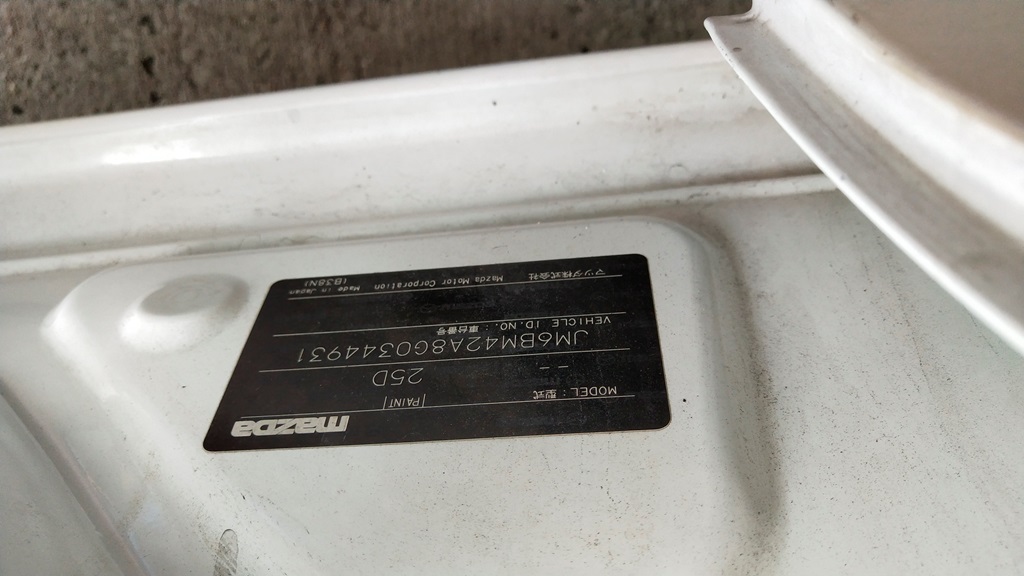 mazda
MODEL：型式 PAINT
-- 25D
VEHICLE ID.NO.：車台番号
JM6BM42A8G0344931
マツダ株式会社 Mazda Motor Corporation Made in Japan
(B38N)